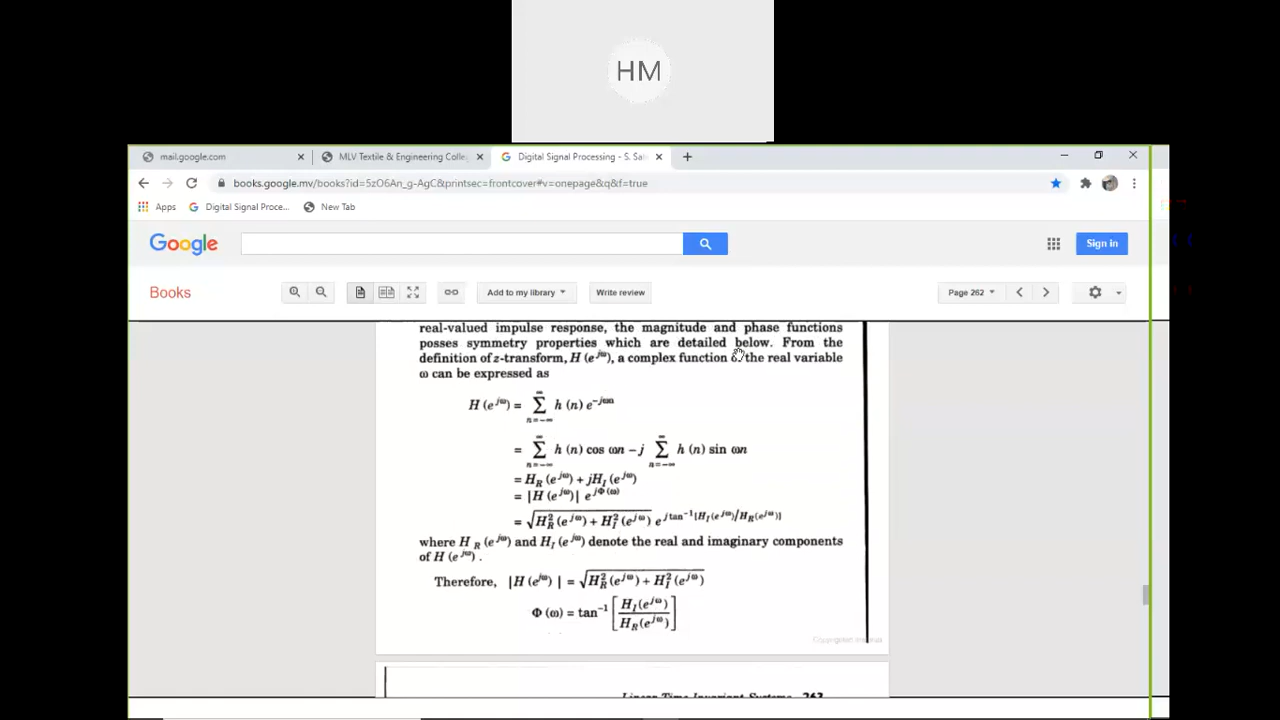 HM
mail.google.com
MLV Textile & Engineering Colle
Digital Signal Processing - S. Sal
books.google.mv/books?id=5zO6An_g-AgC&printsec=frontcover#v=onepage&q&f=true
Apps
Digital Signal Proce...
New Tab
Google
Sign in
Books
Add to my library
Write review
Page 262
real-valued impulse response, the magnitude and phase functions
posses symmetry properties which are detailed below. From the
definition of z-transform, H (e^{jω}), a complex function of the real variable
ω can be expressed as
H (e^{jω}) = ∑_{n=-∞}^{∞} h (n) e^{-jωn}
= ∑_{n=-∞}^{∞} h (n) cos ωn – j ∑_{n=-∞}^{∞} h (n) sin ωn
= H_R (e^{jω}) + jH_I (e^{jω})
= |H (e^{jω})| e^{jΦ(ω)}
= √(H_R^2 (e^{jω}) + H_I^2 (e^{jω})) e^{j tan^{-1}[H_I(e^{jω})/H_R(e^{jω})]}
where H_R (e^{jω}) and H_I (e^{jω}) denote the real and imaginary components
of H (e^{jω}) .
Therefore, |H (e^{jω}) | = √(H_R^2 (e^{jω}) + H_I^2 (e^{jω}))
Φ (ω) = tan^{-1} [H_I(e^{jω}) / H_R(e^{jω})]
Linear Time Invariant Systems 263